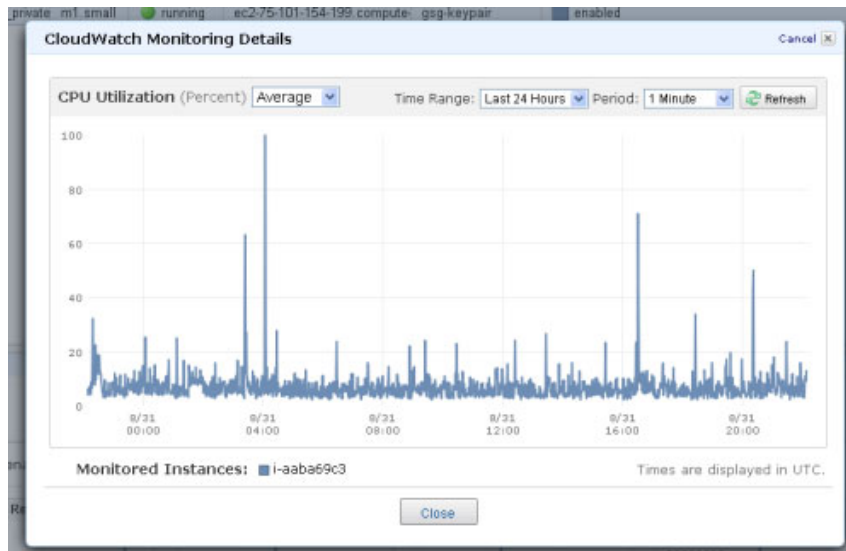 _private m1.small running ec2-75-101-154-199.compute- gsg-keypair enabled
CloudWatch Monitoring Details
Cancel
CPU Utilization (Percent) Average Time Range: Last 24 Hours Period: 1 Minute Refresh
100
80
60
40
20
0
8/31 8/31 8/31 8/31 8/31 8/31
00:00 04:00 08:00 12:00 16:00 20:00
Monitored Instances: i-aaba69c3 Times are displayed in UTC.
Re
Close